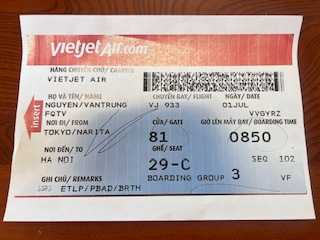 vietjetAir.com
HÃNG CHUYÊN CHỞ/ CARRIER
VIETJET AIR
HỌ VÀ TÊN/ NAME
CHUYẾN BAY/ FLIGHT
NGÀY/ DATE
NGUYEN/VANTRUNG
VJ 933
01JUL
FQTV
VVGYRZ
NƠI ĐI/ FROM
CỬA/ GATE
GIỜ LÊN MÁY BAY/ BOARDING TIME
TOKYO/NARITA
81
0850
NƠI ĐẾN/ TO
GHẾ/ SEAT
HA NOI
29-C
SEQ 102
GHI CHÚ/ REMARKS
BOARDING GROUP 3
VF
ETLP/PBAD/BRTH
insert